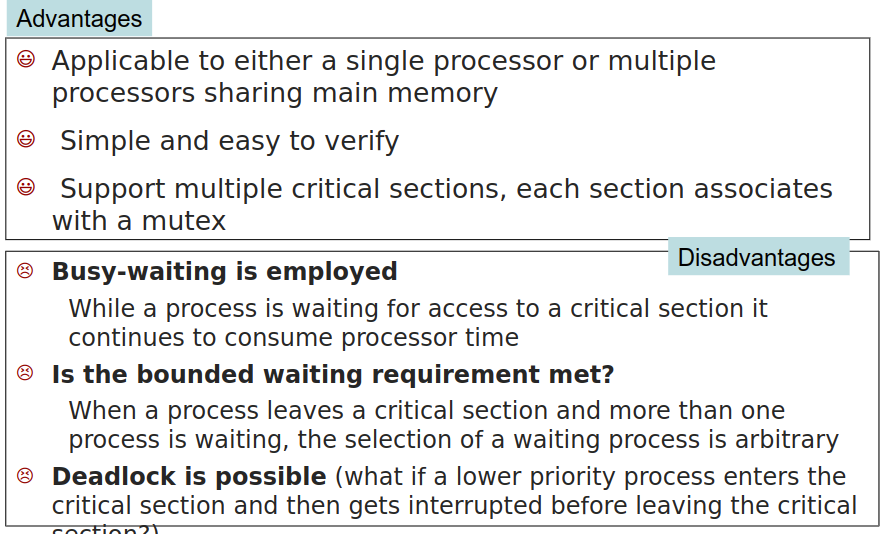 Advantages
Applicable to either a single processor or multiple
processors sharing main memory
Simple and easy to verify
Support multiple critical sections, each section associates
with a mutex
Disadvantages
Busy-waiting is employed
While a process is waiting for access to a critical section it
continues to consume processor time
Is the bounded waiting requirement met?
When a process leaves a critical section and more than one
process is waiting, the selection of a waiting process is arbitrary
Deadlock is possible (what if a lower priority process enters the
critical section and then gets interrupted before leaving the critical
section?)